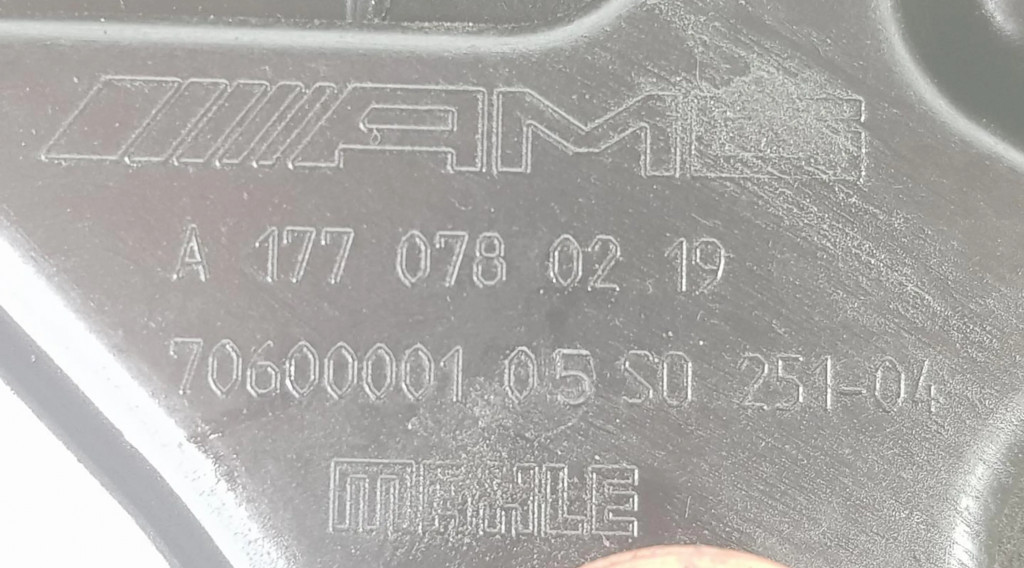 AMG
A 177 078 02 19
70600001 05 S0 251-04
MAHLE